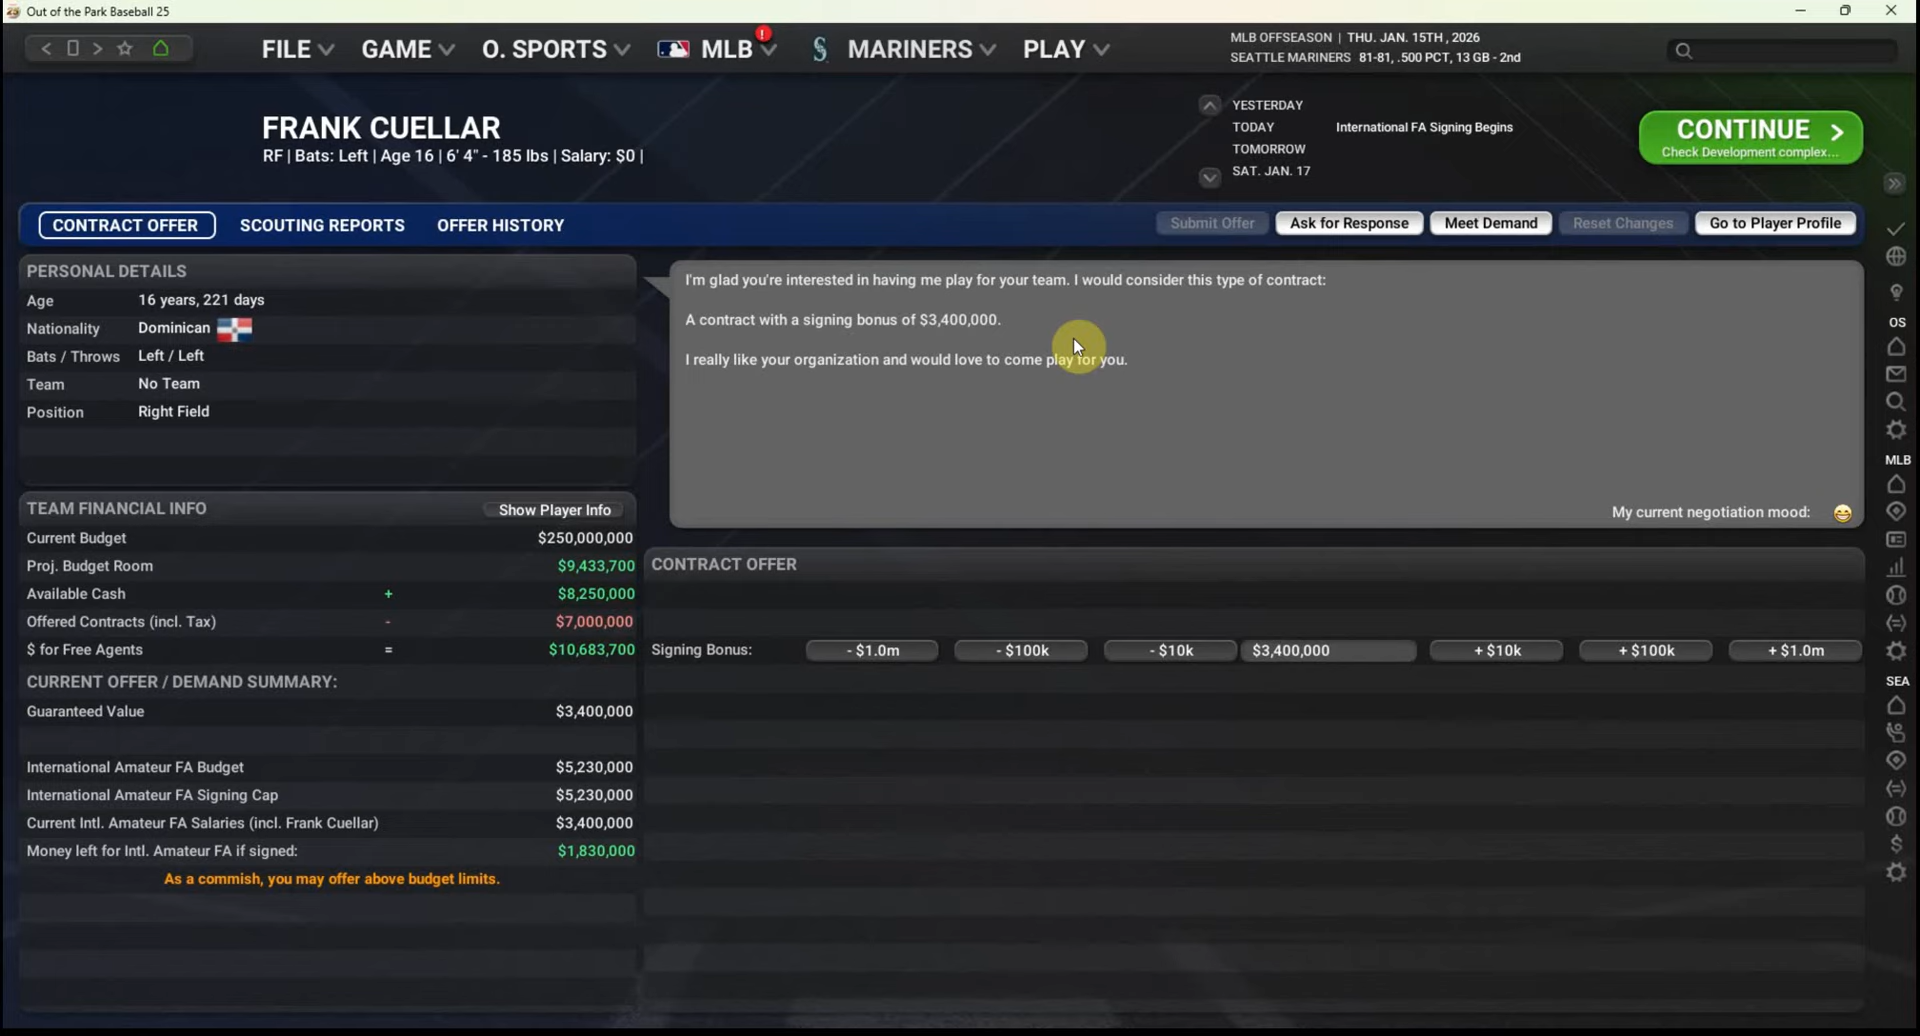 Out of the Park Baseball 25
FILE GAME O. SPORTS MLB ! MARINERS PLAY
MLB OFFSEASON | THU. JAN. 15TH , 2026
SEATTLE MARINERS 81-81, .500 PCT, 13 GB - 2nd
FRANK CUELLAR
RF | Bats: Left | Age 16 | 6' 4" - 185 lbs | Salary: $0 |
YESTERDAY
TODAY International FA Signing Begins
TOMORROW
SAT. JAN. 17
CONTINUE
Check Development complex...
CONTRACT OFFER SCOUTING REPORTS OFFER HISTORY
Submit Offer Ask for Response Meet Demand Reset Changes Go to Player Profile
PERSONAL DETAILS
Age 16 years, 221 days
Nationality Dominican
Bats / Throws Left / Left
Team No Team
Position Right Field
I'm glad you're interested in having me play for your team. I would consider this type of contract:
A contract with a signing bonus of $3,400,000.
I really like your organization and would love to come play for you.
My current negotiation mood:
TEAM FINANCIAL INFO Show Player Info
Current Budget $250,000,000
Proj. Budget Room $9,433,700
Available Cash + $8,250,000
Offered Contracts (incl. Tax) - $7,000,000
$ for Free Agents = $10,683,700
CURRENT OFFER / DEMAND SUMMARY:
Guaranteed Value $3,400,000
International Amateur FA Budget $5,230,000
International Amateur FA Signing Cap $5,230,000
Current Intl. Amateur FA Salaries (incl. Frank Cuellar) $3,400,000
Money left for Intl. Amateur FA if signed: $1,830,000
As a commish, you may offer above budget limits.
CONTRACT OFFER
Signing Bonus: - $1.0m - $100k - $10k $3,400,000 + $10k + $100k + $1.0m
OS
MLB
SEA